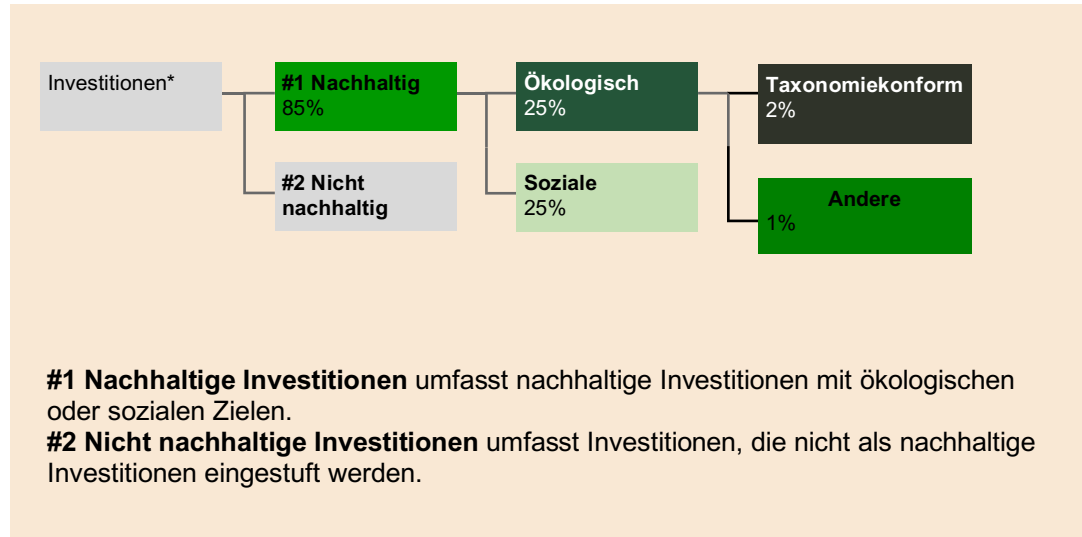 Investitionen*
#1 Nachhaltig
85%
#2 Nicht
nachhaltig
Ökologisch
25%
Soziale
25%
Taxonomiekonform
2%
Andere
1%
#1 Nachhaltige Investitionen umfasst nachhaltige Investitionen mit ökologischen
oder sozialen Zielen.
#2 Nicht nachhaltige Investitionen umfasst Investitionen, die nicht als nachhaltige
Investitionen eingestuft werden.